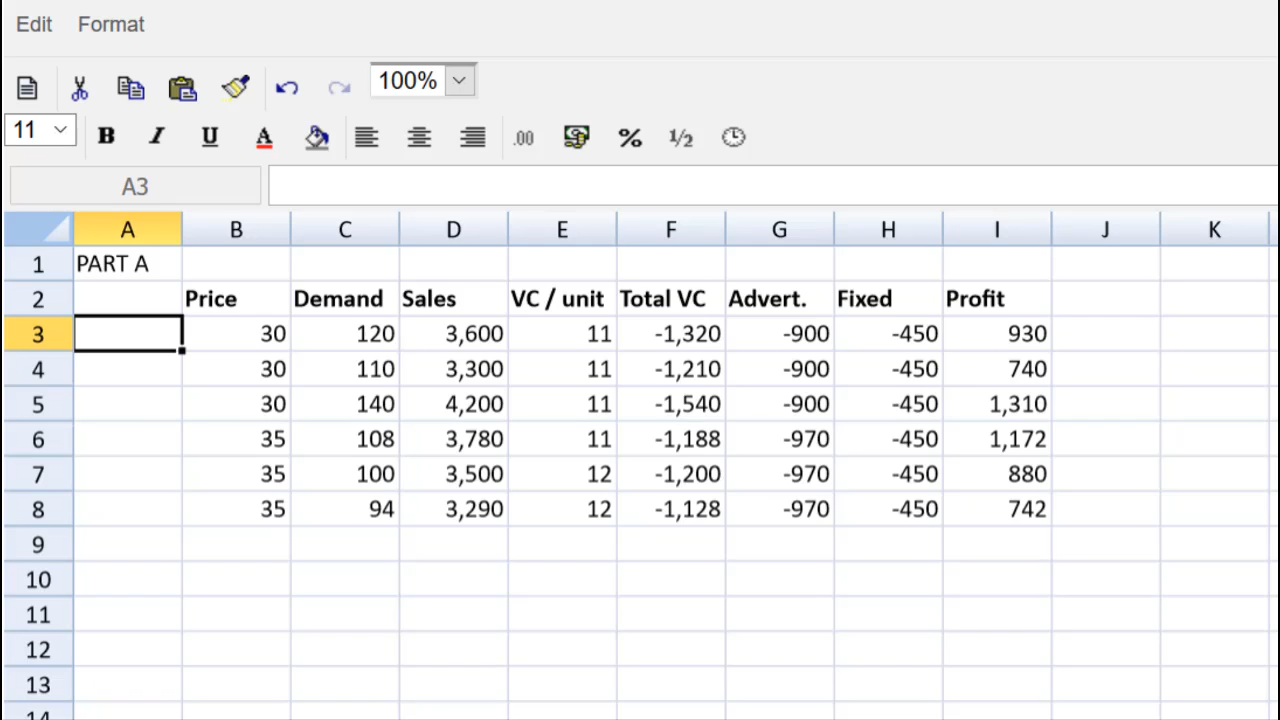 Edit Format
100%
11 B I U A .00 % 1/2
A3
A B C D E F G H I J K
1 PART A
2 Price Demand Sales VC / unit Total VC Advert. Fixed Profit
3 30 120 3,600 11 -1,320 -900 -450 930
4 30 110 3,300 11 -1,210 -900 -450 740
5 30 140 4,200 11 -1,540 -900 -450 1,310
6 35 108 3,780 11 -1,188 -970 -450 1,172
7 35 100 3,500 12 -1,200 -970 -450 880
8 35 94 3,290 12 -1,128 -970 -450 742
9
10
11
12
13
14